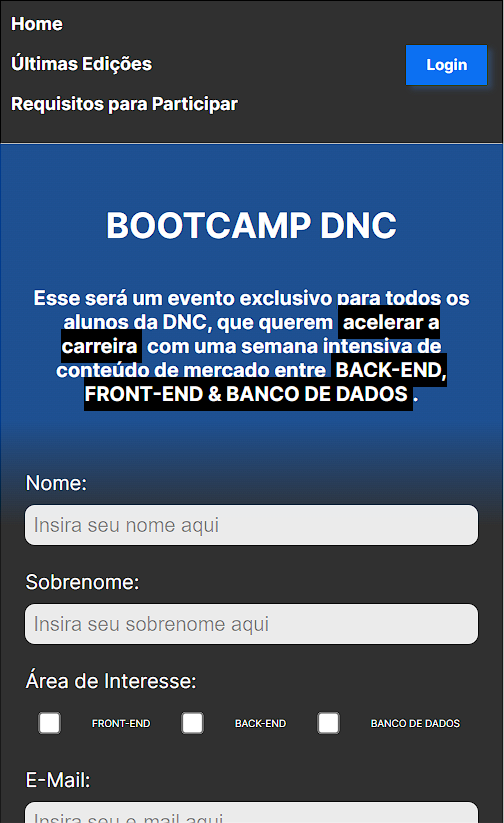 Home
Últimas Edições
Login
Requisitos para Participar
BOOTCAMP DNC
Esse será um evento exclusivo para todos os
alunos da DNC, que querem acelerar a
carreira com uma semana intensiva de
conteúdo de mercado entre BACK-END,
FRONT-END & BANCO DE DADOS .
Nome:
Insira seu nome aqui
Sobrenome:
Insira seu sobrenome aqui
Área de Interesse:
FRONT-END BACK-END BANCO DE DADOS
E-Mail:
Insira seu e-mail aqui